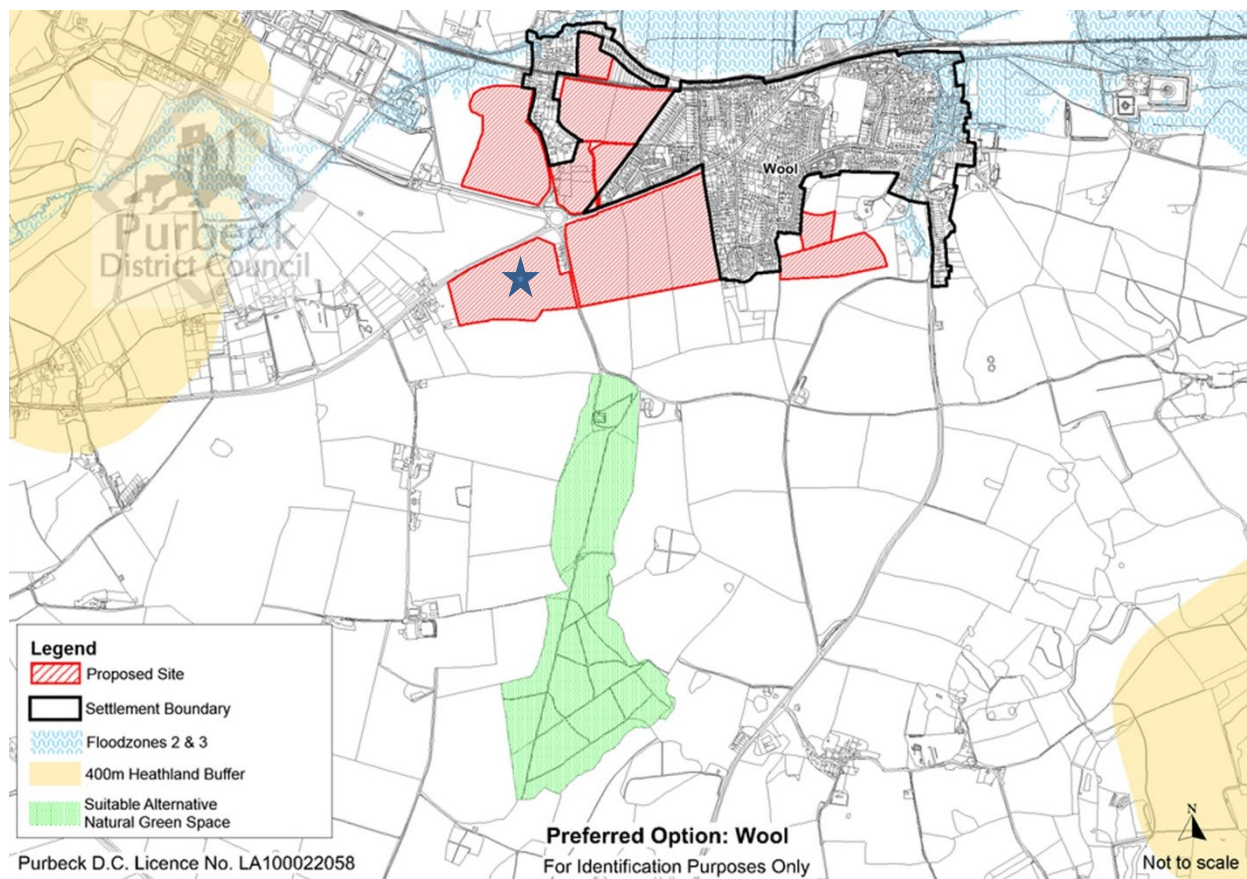 Purbeck
District Council
Wool
Legend
Proposed Site
Settlement Boundary
Floodzones 2 & 3
400m Heathland Buffer
Suitable Alternative
Natural Green Space
Purbeck D.C. Licence No. LA100022058
Preferred Option: Wool
For Identification Purposes Only
N
Not to scale